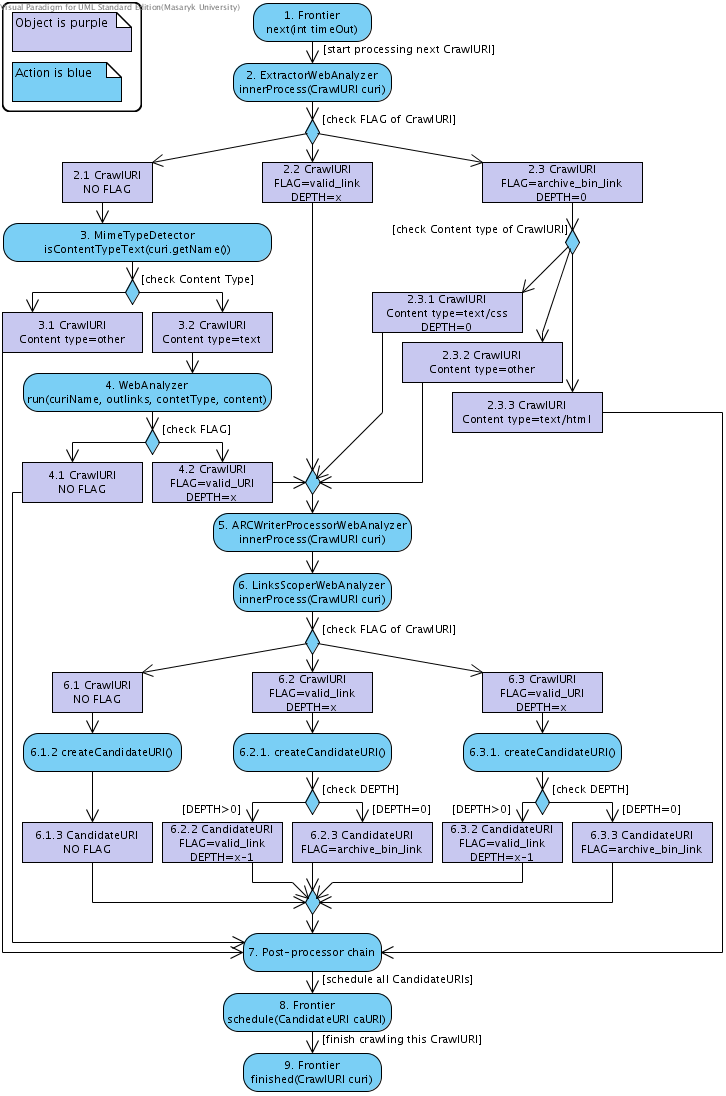 Visual Paradigm for UML Standard Edition(Masaryk University)
Object is purple
Action is blue
1. Frontier
next(int timeOut)
[start processing next CrawlURI]
2. ExtractorWebAnalyzer
innerProcess(CrawlURI curi)
[check FLAG of CrawlURI]
2.1 CrawlURI
NO FLAG
2.2 CrawlURI
FLAG=valid_link
DEPTH=x
2.3 CrawlURI
FLAG=archive_bin_link
DEPTH=0
3. MimeTypeDetector
isContentTypeText(curi.getName())
[check Content type of CrawlURI]
[check Content Type]
2.3.1 CrawlURI
Content type=text/css
DEPTH=0
3.1 CrawlURI
Content type=other
3.2 CrawlURI
Content type=text
2.3.2 CrawlURI
Content type=other
4. WebAnalyzer
run(curiName, outlinks, contetType, content)
2.3.3 CrawlURI
Content type=text/html
[check FLAG]
4.1 CrawlURI
NO FLAG
4.2 CrawlURI
FLAG=valid_URI
DEPTH=x
5. ARCWriterProcessorWebAnalyzer
innerProcess(CrawlURI curi)
6. LinksScoperWebAnalyzer
innerProcess(CrawlURI curi)
[check FLAG of CrawlURI]
6.1 CrawlURI
NO FLAG
6.2 CrawlURI
FLAG=valid_link
DEPTH=x
6.3 CrawlURI
FLAG=valid_URI
DEPTH=x
6.1.2 createCandidateURI()
6.2.1. createCandidateURI()
6.3.1. createCandidateURI()
[check DEPTH]
[check DEPTH]
[DEPTH>0]
[DEPTH=0]
[DEPTH>0]
[DEPTH=0]
6.1.3 CandidateURI
NO FLAG
6.2.2 CandidateURI
FLAG=valid_link
DEPTH=x-1
6.2.3 CandidateURI
FLAG=archive_bin_link
6.3.2 CandidateURI
FLAG=valid_link
DEPTH=x-1
6.3.3 CandidateURI
FLAG=archive_bin_link
7. Post-processor chain
[schedule all CandidateURIs]
8. Frontier
schedule(CandidateURI caURI)
[finish crawling this CrawlURI]
9. Frontier
finished(CrawlURI curi)